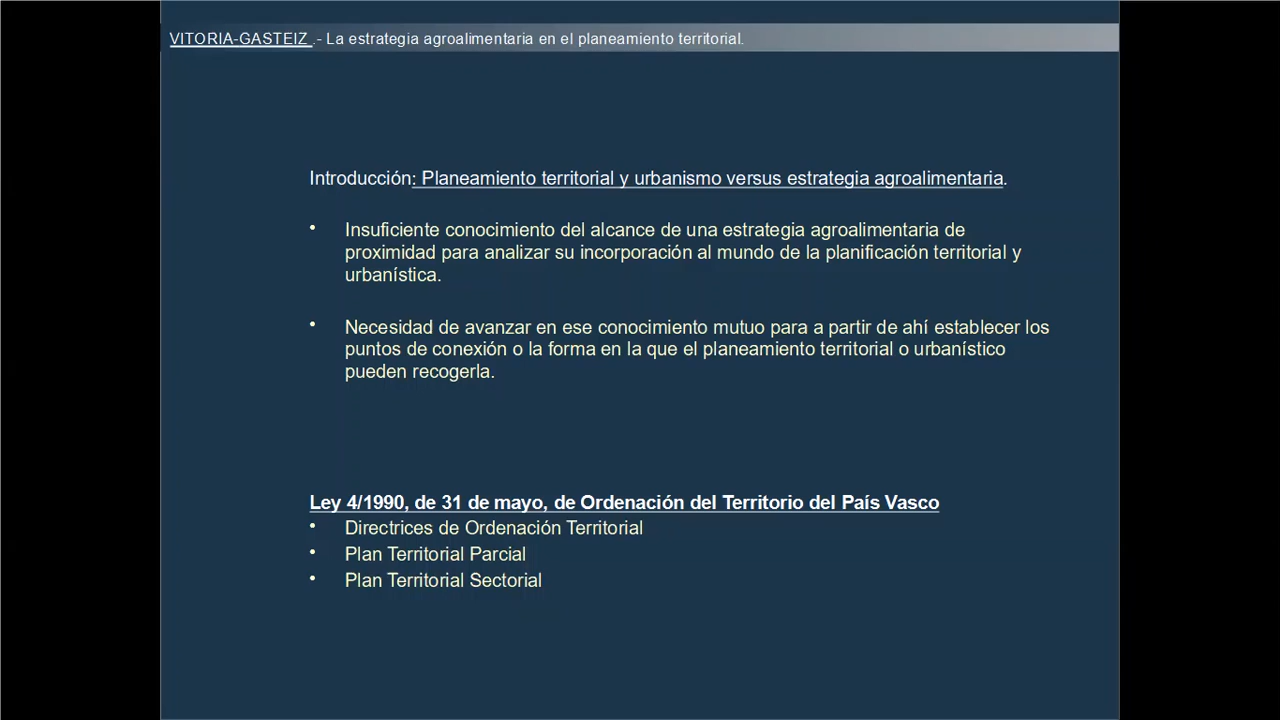 VITORIA-GASTEIZ .- La estrategia agroalimentaria en el planeamiento territorial.
Introducción: Planeamiento territorial y urbanismo versus estrategia agroalimentaria.
• Insuficiente conocimiento del alcance de una estrategia agroalimentaria de
proximidad para analizar su incorporación al mundo de la planificación territorial y
urbanística.
• Necesidad de avanzar en ese conocimiento mutuo para a partir de ahí establecer los
puntos de conexión o la forma en la que el planeamiento territorial o urbanístico
pueden recogerla.
Ley 4/1990, de 31 de mayo, de Ordenación del Territorio del País Vasco
• Directrices de Ordenación Territorial
• Plan Territorial Parcial
• Plan Territorial Sectorial